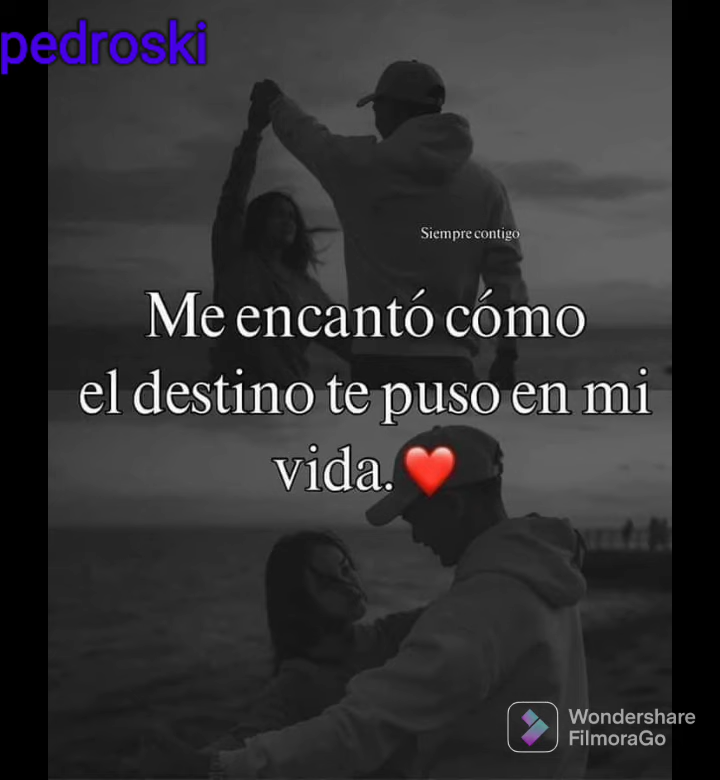 pedroski
Siempre contigo
Me encantó cómo
el destino te puso en mi
vida.❤️
Wondershare
FilmoraGo